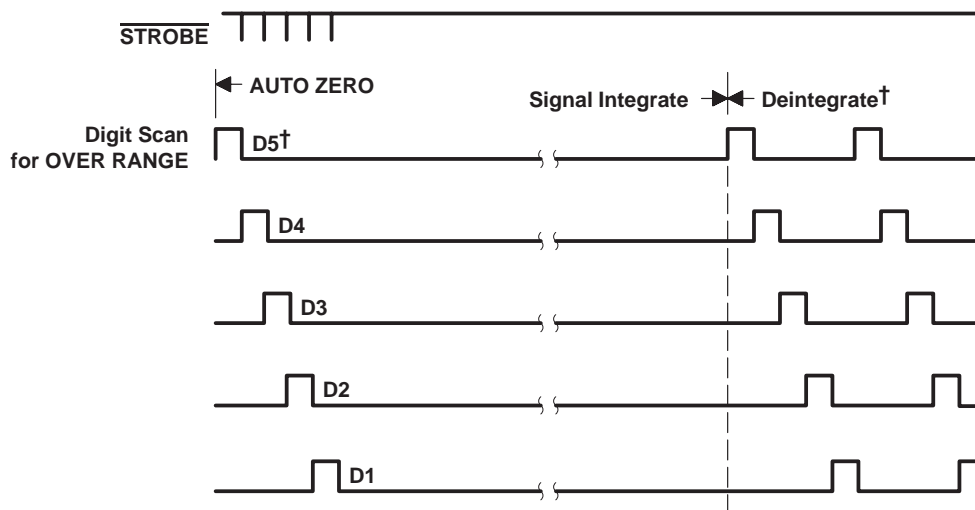 STROBE
AUTO ZERO
Signal Integrate
Deintegrate†
Digit Scan
for OVER RANGE
D5†
D4
D3
D2
D1